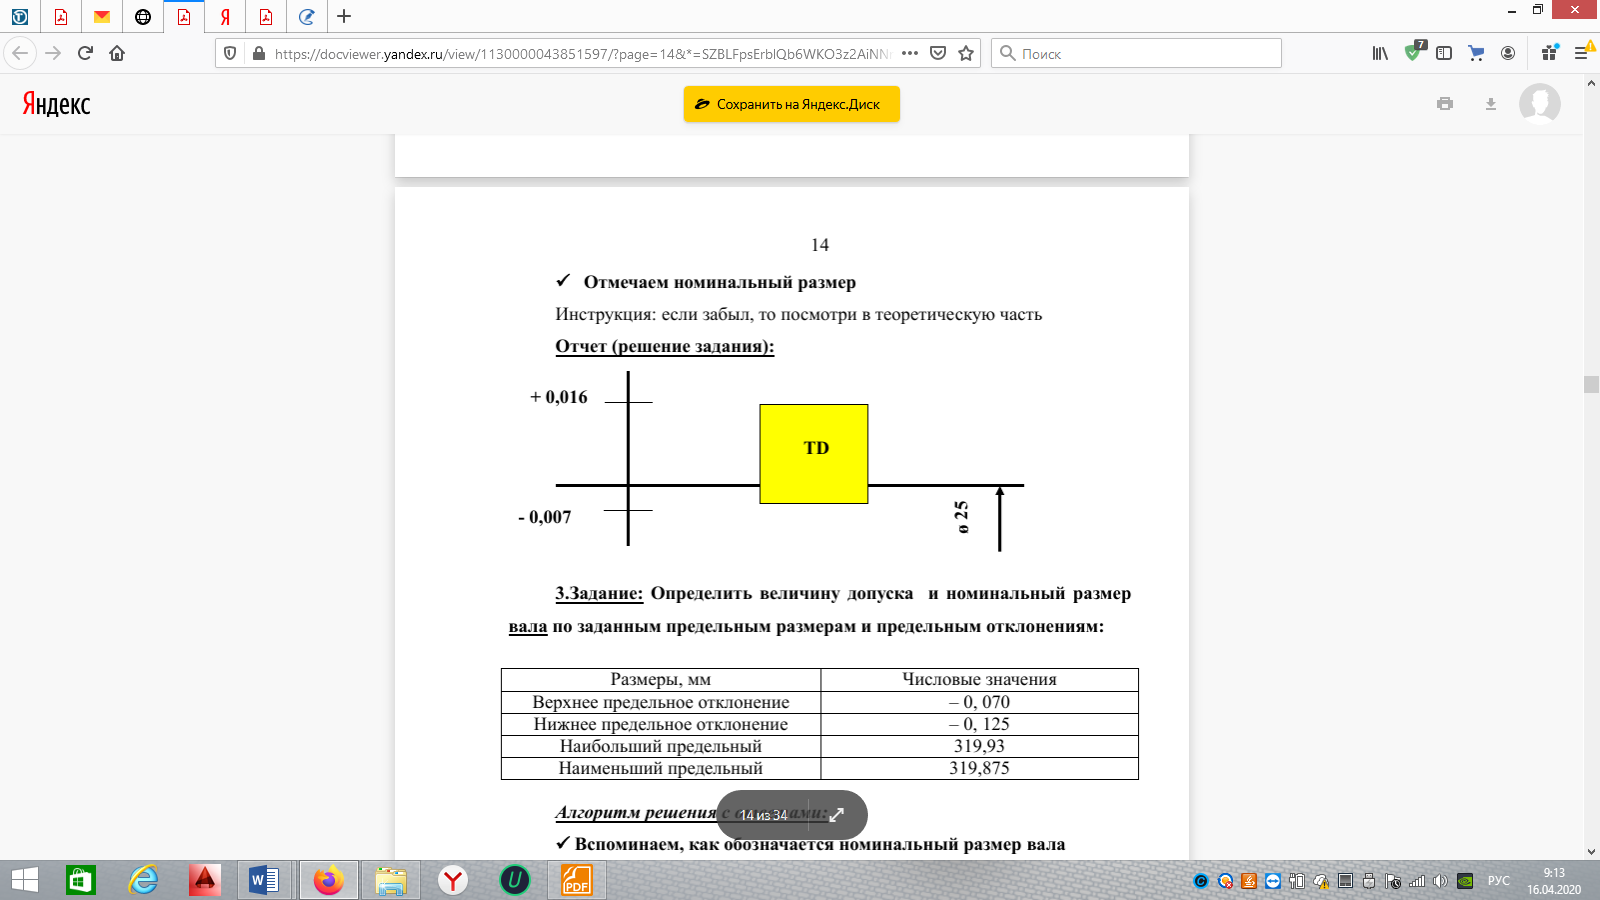 https://docviewer.yandex.ru/view/1130000043851597/?page=14&*=SZBLFpsErbIQb6WKO3z2AiNN
Поиск
7
Яндекс
Сохранить на Яндекс.Диск
14
Отмечаем номинальный размер
Инструкция: если забыл, то посмотри в теоретическую часть
Отчет (решение задания):
+ 0,016
TD
- 0,007
ø 25
3.Задание: Определить величину допуска и номинальный размер
вала по заданным предельным размерам и предельным отклонениям:
Размеры, мм Числовые значения
Верхнее предельное отклонение – 0, 070
Нижнее предельное отклонение – 0, 125
Наибольший предельный 319,93
Наименьший предельный 319,875
Алгоритм решения с
14 из 34
Вспоминаем, как обозначается номинальный размер вала
PDF
РУС
9:13
16.04.2020